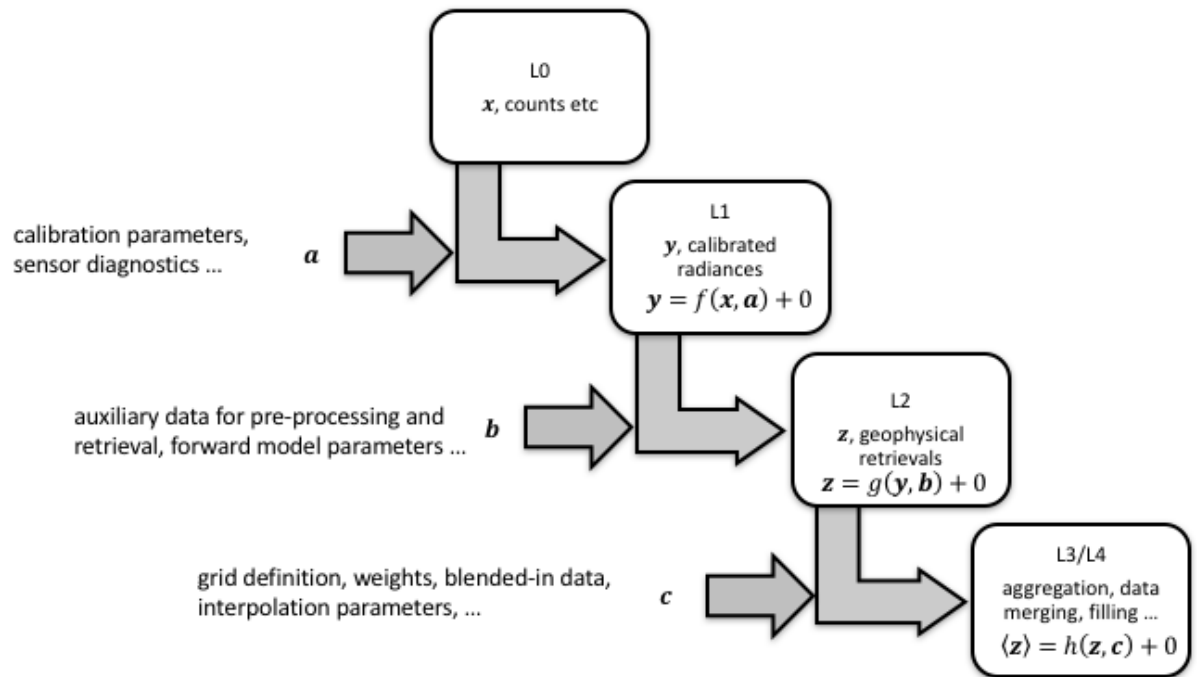 L0
x, counts etc
calibration parameters,
sensor diagnostics ...
a
L1
y, calibrated
radiances
y = f(x, a) + 0
auxiliary data for pre-processing and
retrieval, forward model parameters ...
b
L2
z, geophysical
retrievals
z = g(y, b) + 0
grid definition, weights, blended-in data,
interpolation parameters, ...
c
L3/L4
aggregation, data
merging, filling ...
⟨z⟩ = h(z, c) + 0